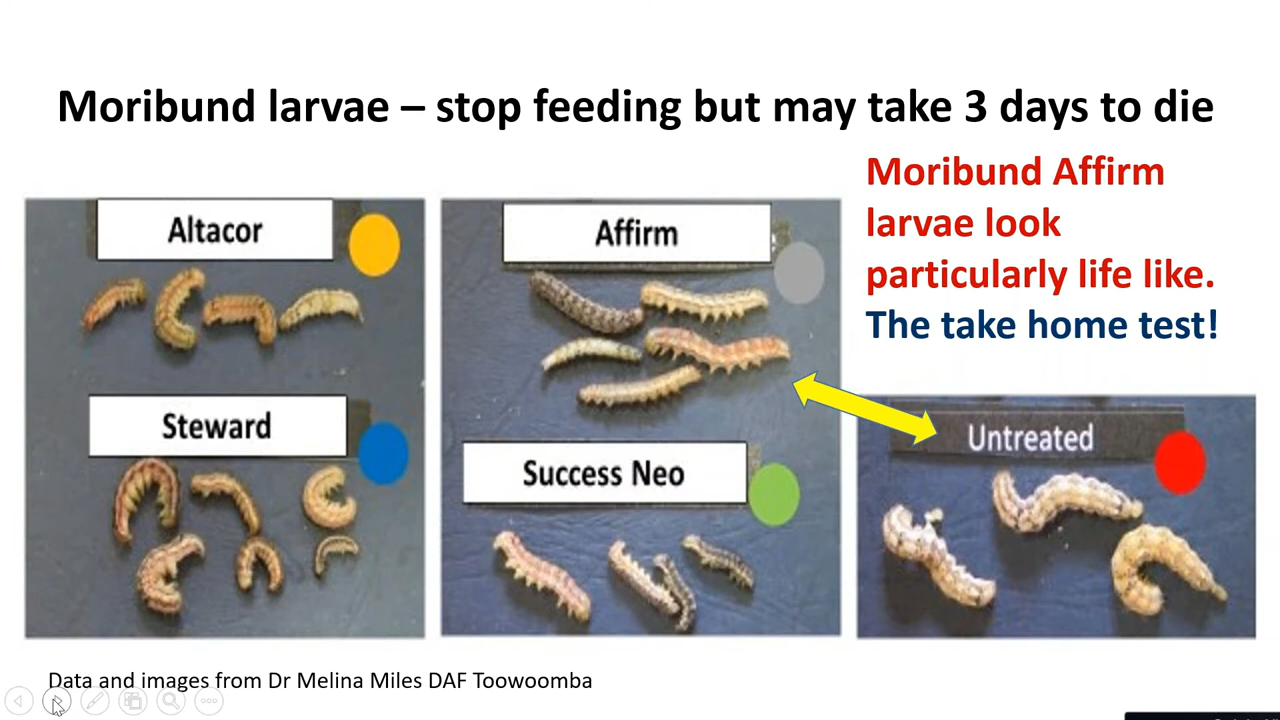 Moribund larvae – stop feeding but may take 3 days to die
Moribund Affirm
larvae look
particularly life like.
The take home test!
Altacor
Affirm
Steward
Success Neo
Untreated
Data and images from Dr Melina Miles DAF Toowoomba